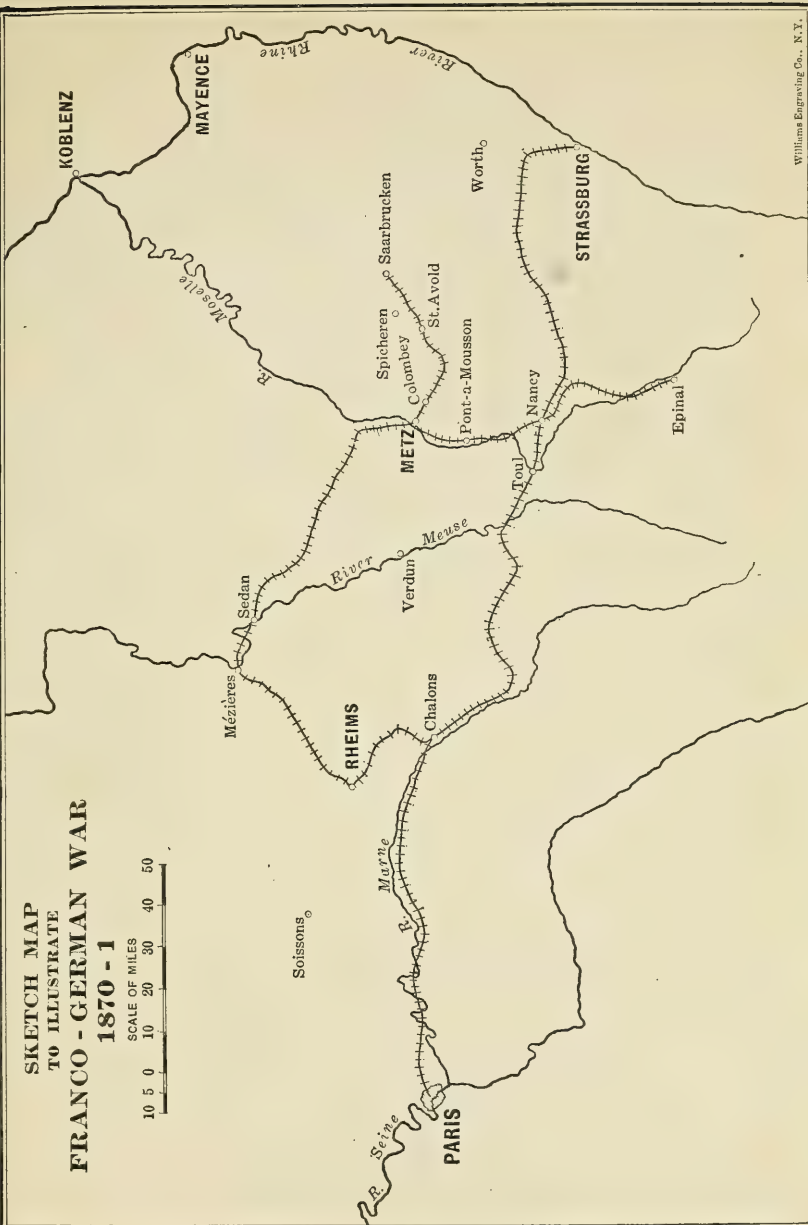 SKETCH MAP
TO ILLUSTRATE
FRANCO - GERMAN WAR
1870 - 1
SCALE OF MILES
10 5 0 10 20 30 40 50
KOBLENZ
MAYENCE
Rhine
River
Moselle
R.
Saarbrucken
Spicheren
St. Avold
Colombey
METZ
Pont-a-Mousson
Worth
STRASSBURG
Nancy
Toul
Epinal
Sedan
Mézières
River
Meuse
Verdun
RHEIMS
Chalons
Soissons
Marne
R.
R.
Seine
PARIS
Williams Engraving Co., N.Y.